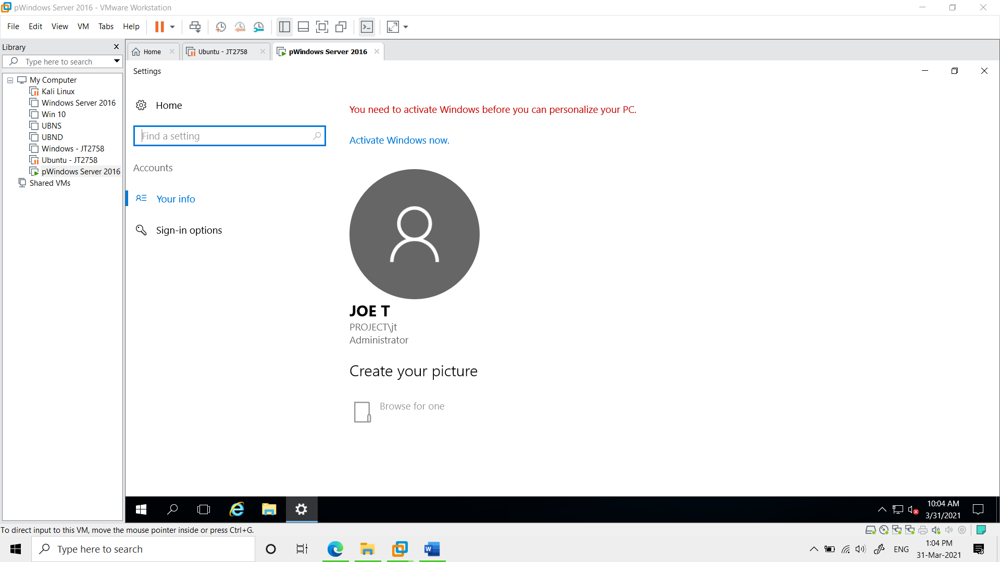 pWindows Server 2016 - VMware Workstation
File Edit View VM Tabs Help
Library
Type here to search
My Computer
Kali Linux
Windows Server 2016
Win 10
UBNS
UBND
Windows - JT2758
Ubuntu - JT2758
pWindows Server 2016
Shared VMs
Home Ubuntu - JT2758 pWindows Server 2016
Settings
Home
Find a setting
Accounts
Your info
Sign-in options
You need to activate Windows before you can personalize your PC.
Activate Windows now.
JOE T
PROJECT\jt
Administrator
Create your picture
Browse for one
10:04 AM
3/31/2021
To direct input to this VM, move the mouse pointer inside or press Ctrl+G.
Type here to search
ENG
1:04 PM
31-Mar-2021